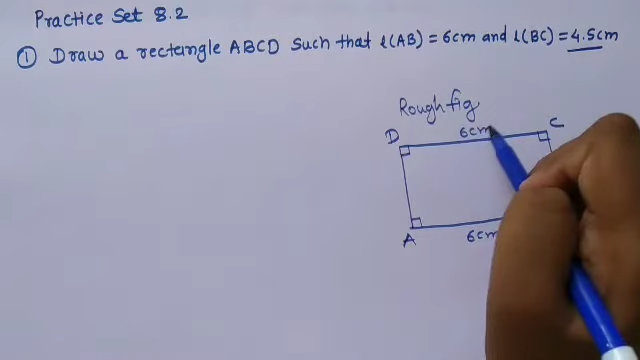 Practice Set 8.2
① Draw a rectangle ABCD Such that l(AB) = 6cm and l(BC) = 4.5cm
Rough fig
D 6cm C
A 6cm